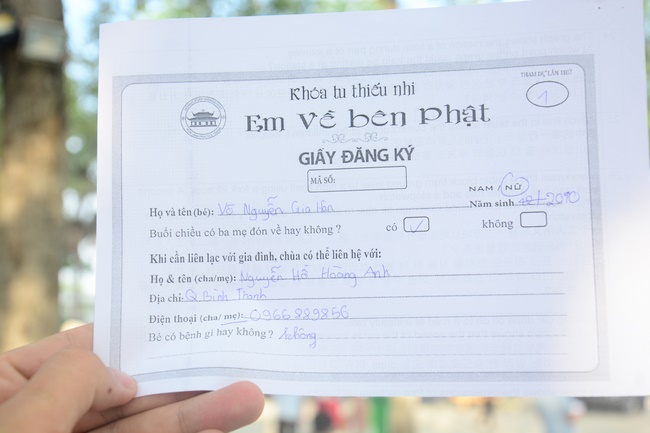 THAM DỰ LẦN THỨ
1
Khóa tu thiếu nhi
Em Về bên Phật
GIẤY ĐĂNG KÝ
MÃ SỐ:
NAM / NỮ
Họ và tên (bé): Võ Nguyễn Gia Hân Năm sinh 2010
Buổi chiều có ba mẹ đón về hay không ? có ✓ không
Khi cần liên lạc với gia đình, chùa có thể liên hệ với:
Họ & tên (cha/mẹ): Nguyễn Hồ Hoàng Anh
Địa chỉ: Q Bình Thạnh
Điện thoại (cha/ mẹ): 0966889856
Bé có bệnh gì hay không ? không